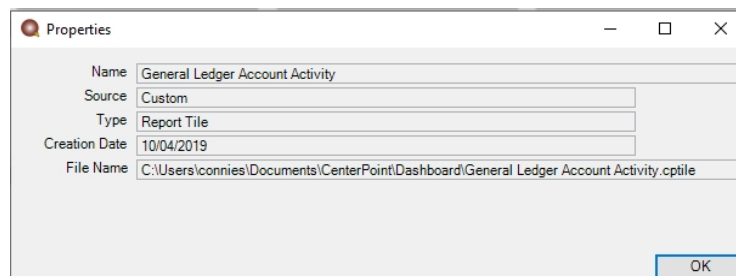 Properties
Name General Ledger Account Activity
Source Custom
Type Report Tile
Creation Date 10/04/2019
File Name C:\Users\connies\Documents\CenterPoint\Dashboard\General Ledger Account Activity.cptile
OK